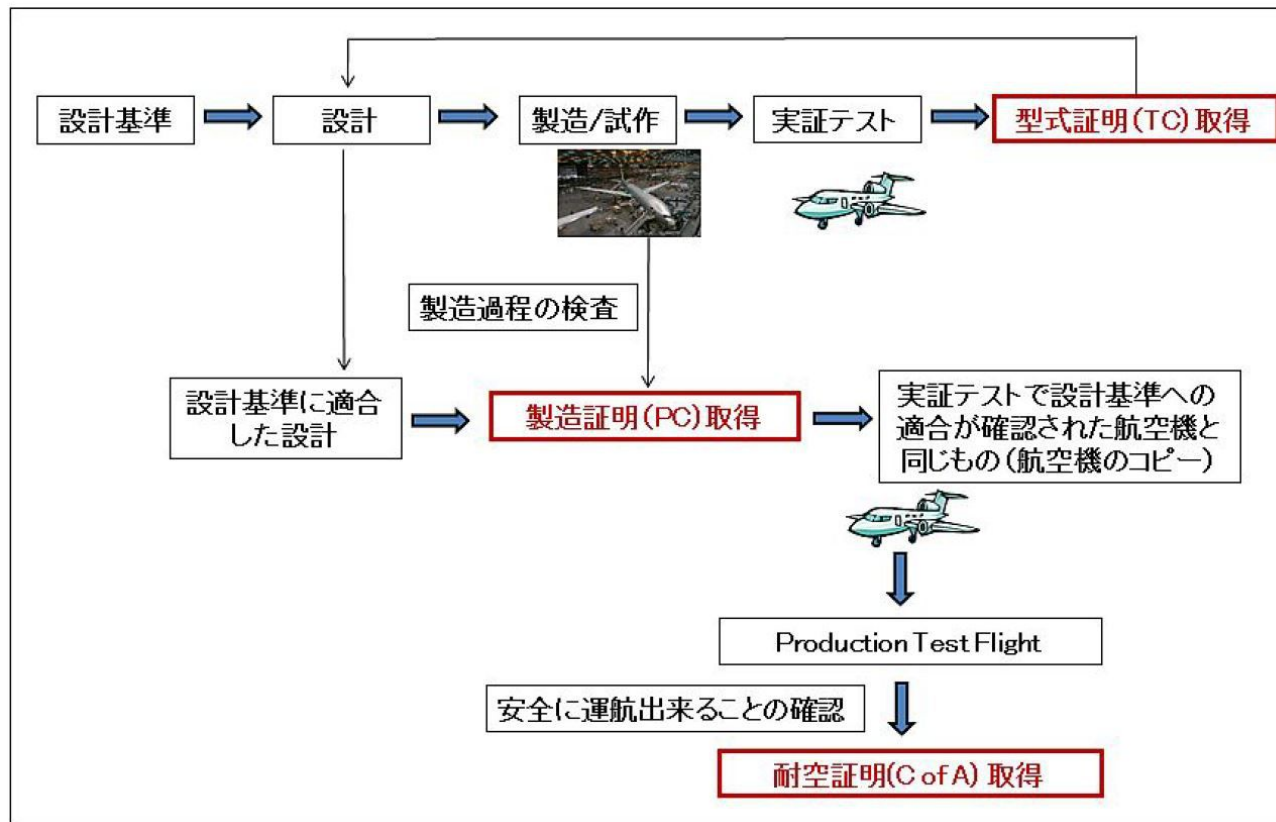 設計基準
設計
製造/試作
実証テスト
型式証明(TC)取得
製造過程の検査
設計基準に適合
した設計
製造証明(PC)取得
実証テストで設計基準への
適合が確認された航空機と
同じもの(航空機のコピー)
Production Test Flight
安全に運航出来ることの確認
耐空証明(C of A) 取得